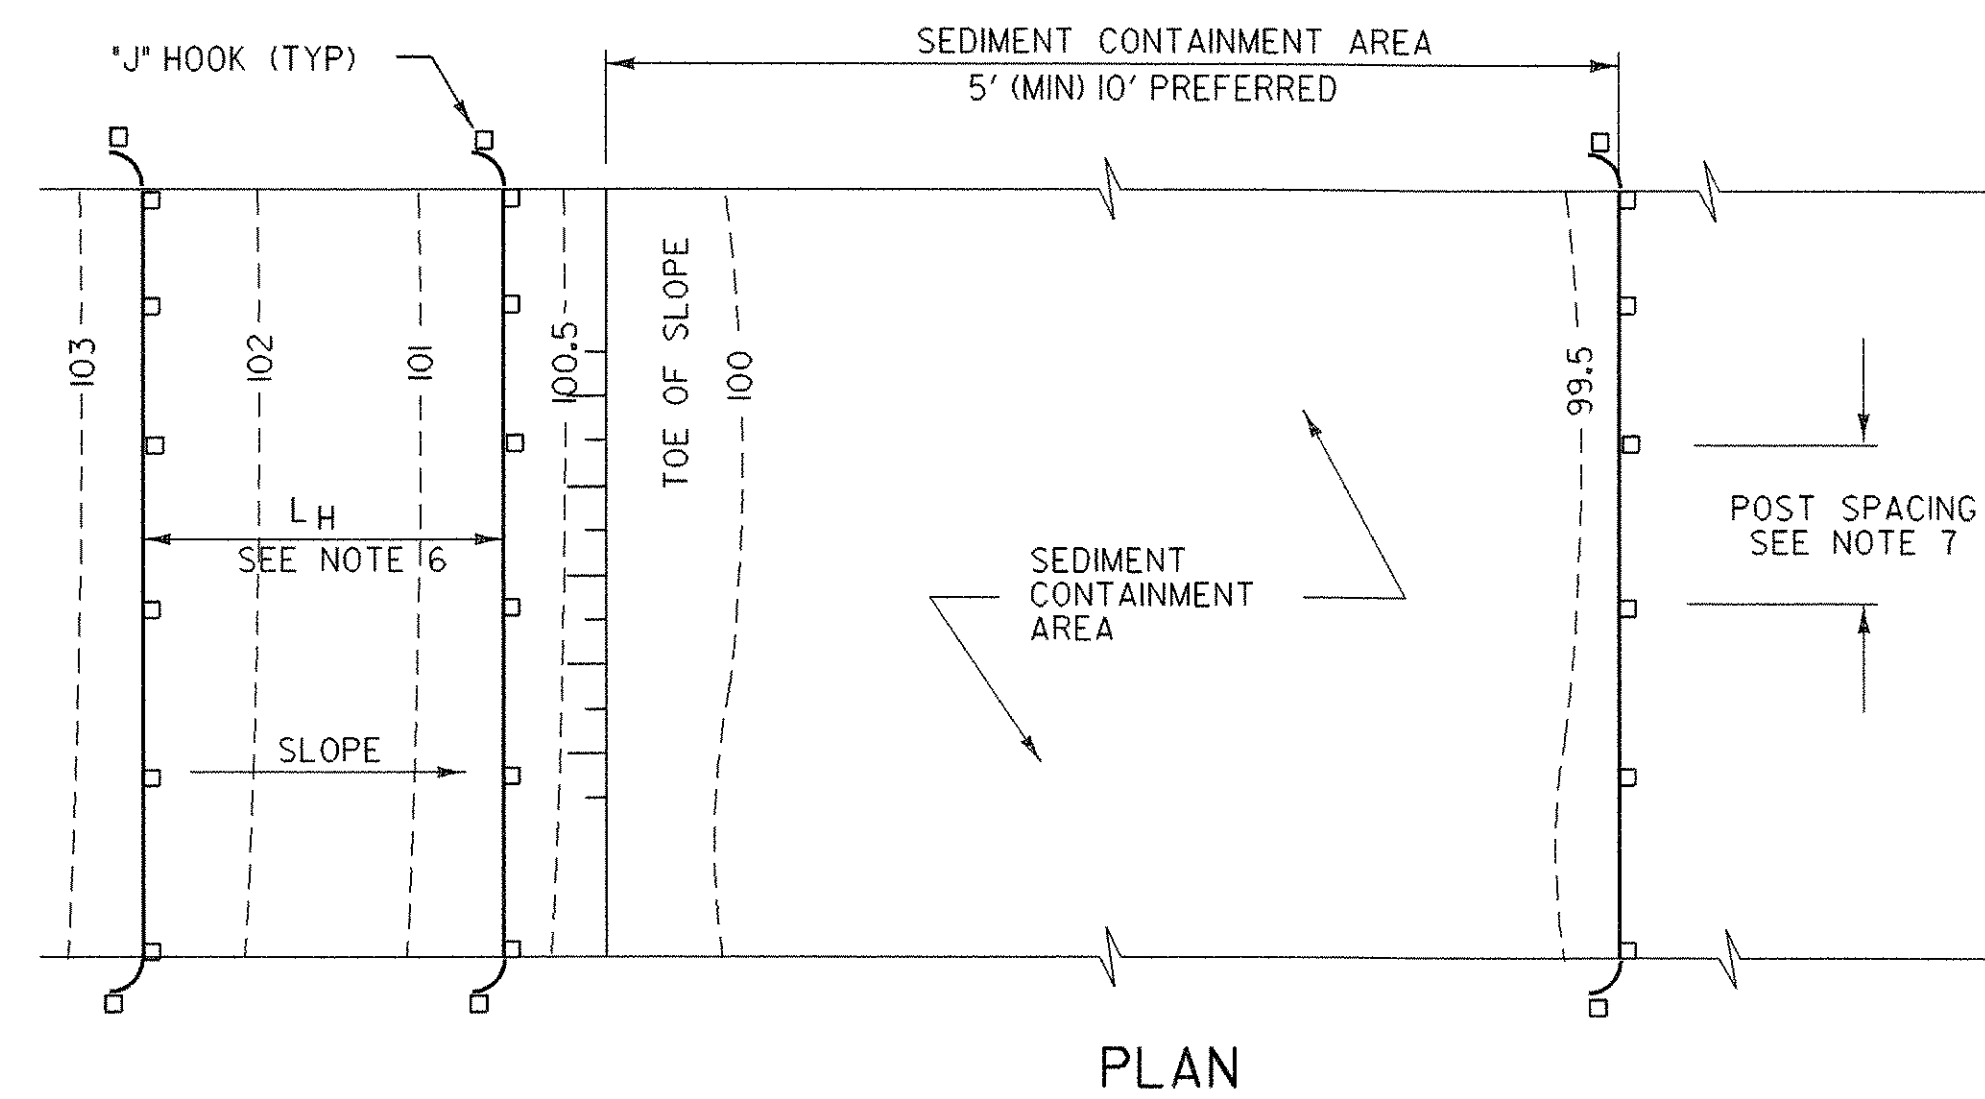 "J" HOOK (TYP)
SEDIMENT CONTAINMENT AREA
5' (MIN) 10' PREFERRED
103
102
101
100.5
TOE OF SLOPE
100
99.5
LH
SEE NOTE 6
SEDIMENT
CONTAINMENT
AREA
POST SPACING
SEE NOTE 7
SLOPE
PLAN